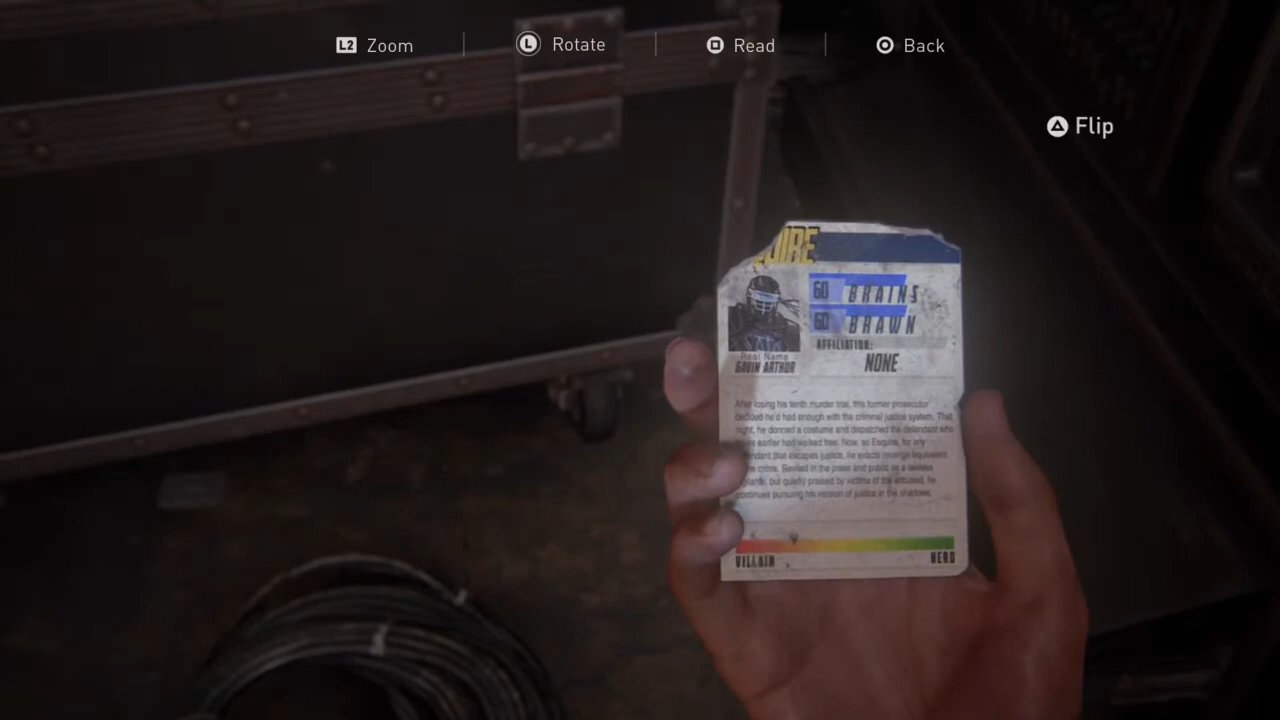 L2 Zoom
L Rotate
Read
Back
Flip
UIRE
60 BRAINS
60 BRAWN
AFFILIATION:
NONE
Real Name
GAVIN ARTHUR
After losing his tenth murder trial, this former prosecutor
decided he'd had enough with the criminal justice system. That
night, he donned a costume and dispatched the defendant who
hours earlier had walked free. Now, as Esquire, for any
defendant that escapes justice, he exacts revenge equivalent
crime. Reviled in the press and public as a lawless
but quietly praised by victims of the accused, he
continues pursuing his version of justice in the shadows.
VILLAIN
HERO